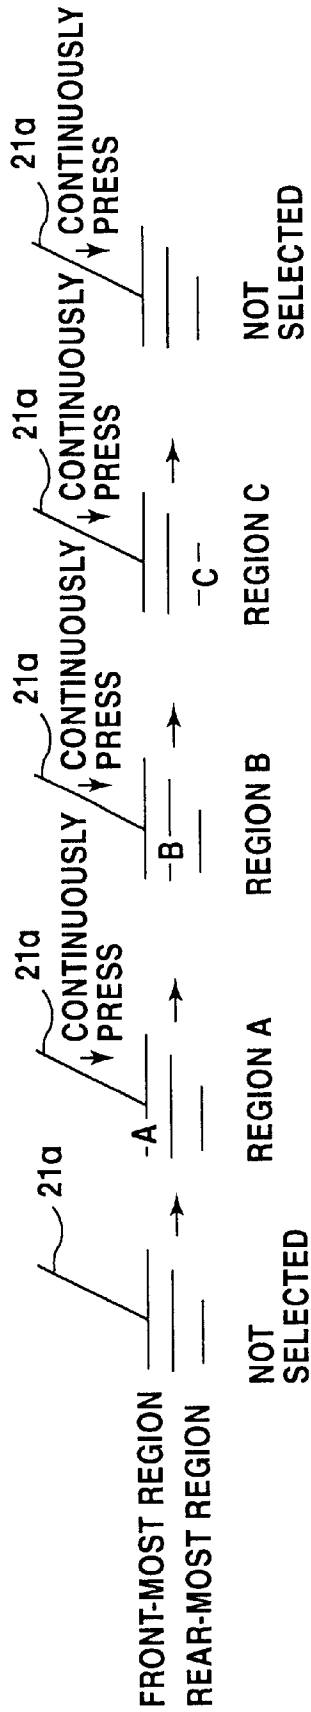 21a
21a
CONTINUOUSLY
PRESS
21a
CONTINUOUSLY
PRESS
21a
CONTINUOUSLY
PRESS
21a
CONTINUOUSLY
PRESS
FRONT-MOST REGION
REAR-MOST REGION
A
B
C
NOT
SELECTED
REGION A
REGION B
REGION C
NOT
SELECTED